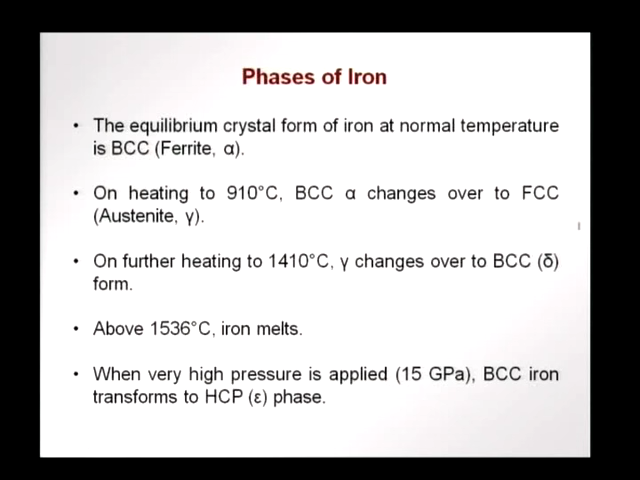 Phases of Iron
• The equilibrium crystal form of iron at normal temperature
is BCC (Ferrite, α).
• On heating to 910°C, BCC α changes over to FCC
(Austenite, γ).
• On further heating to 1410°C, γ changes over to BCC (δ)
form.
• Above 1536°C, iron melts.
• When very high pressure is applied (15 GPa), BCC iron
transforms to HCP (ε) phase.